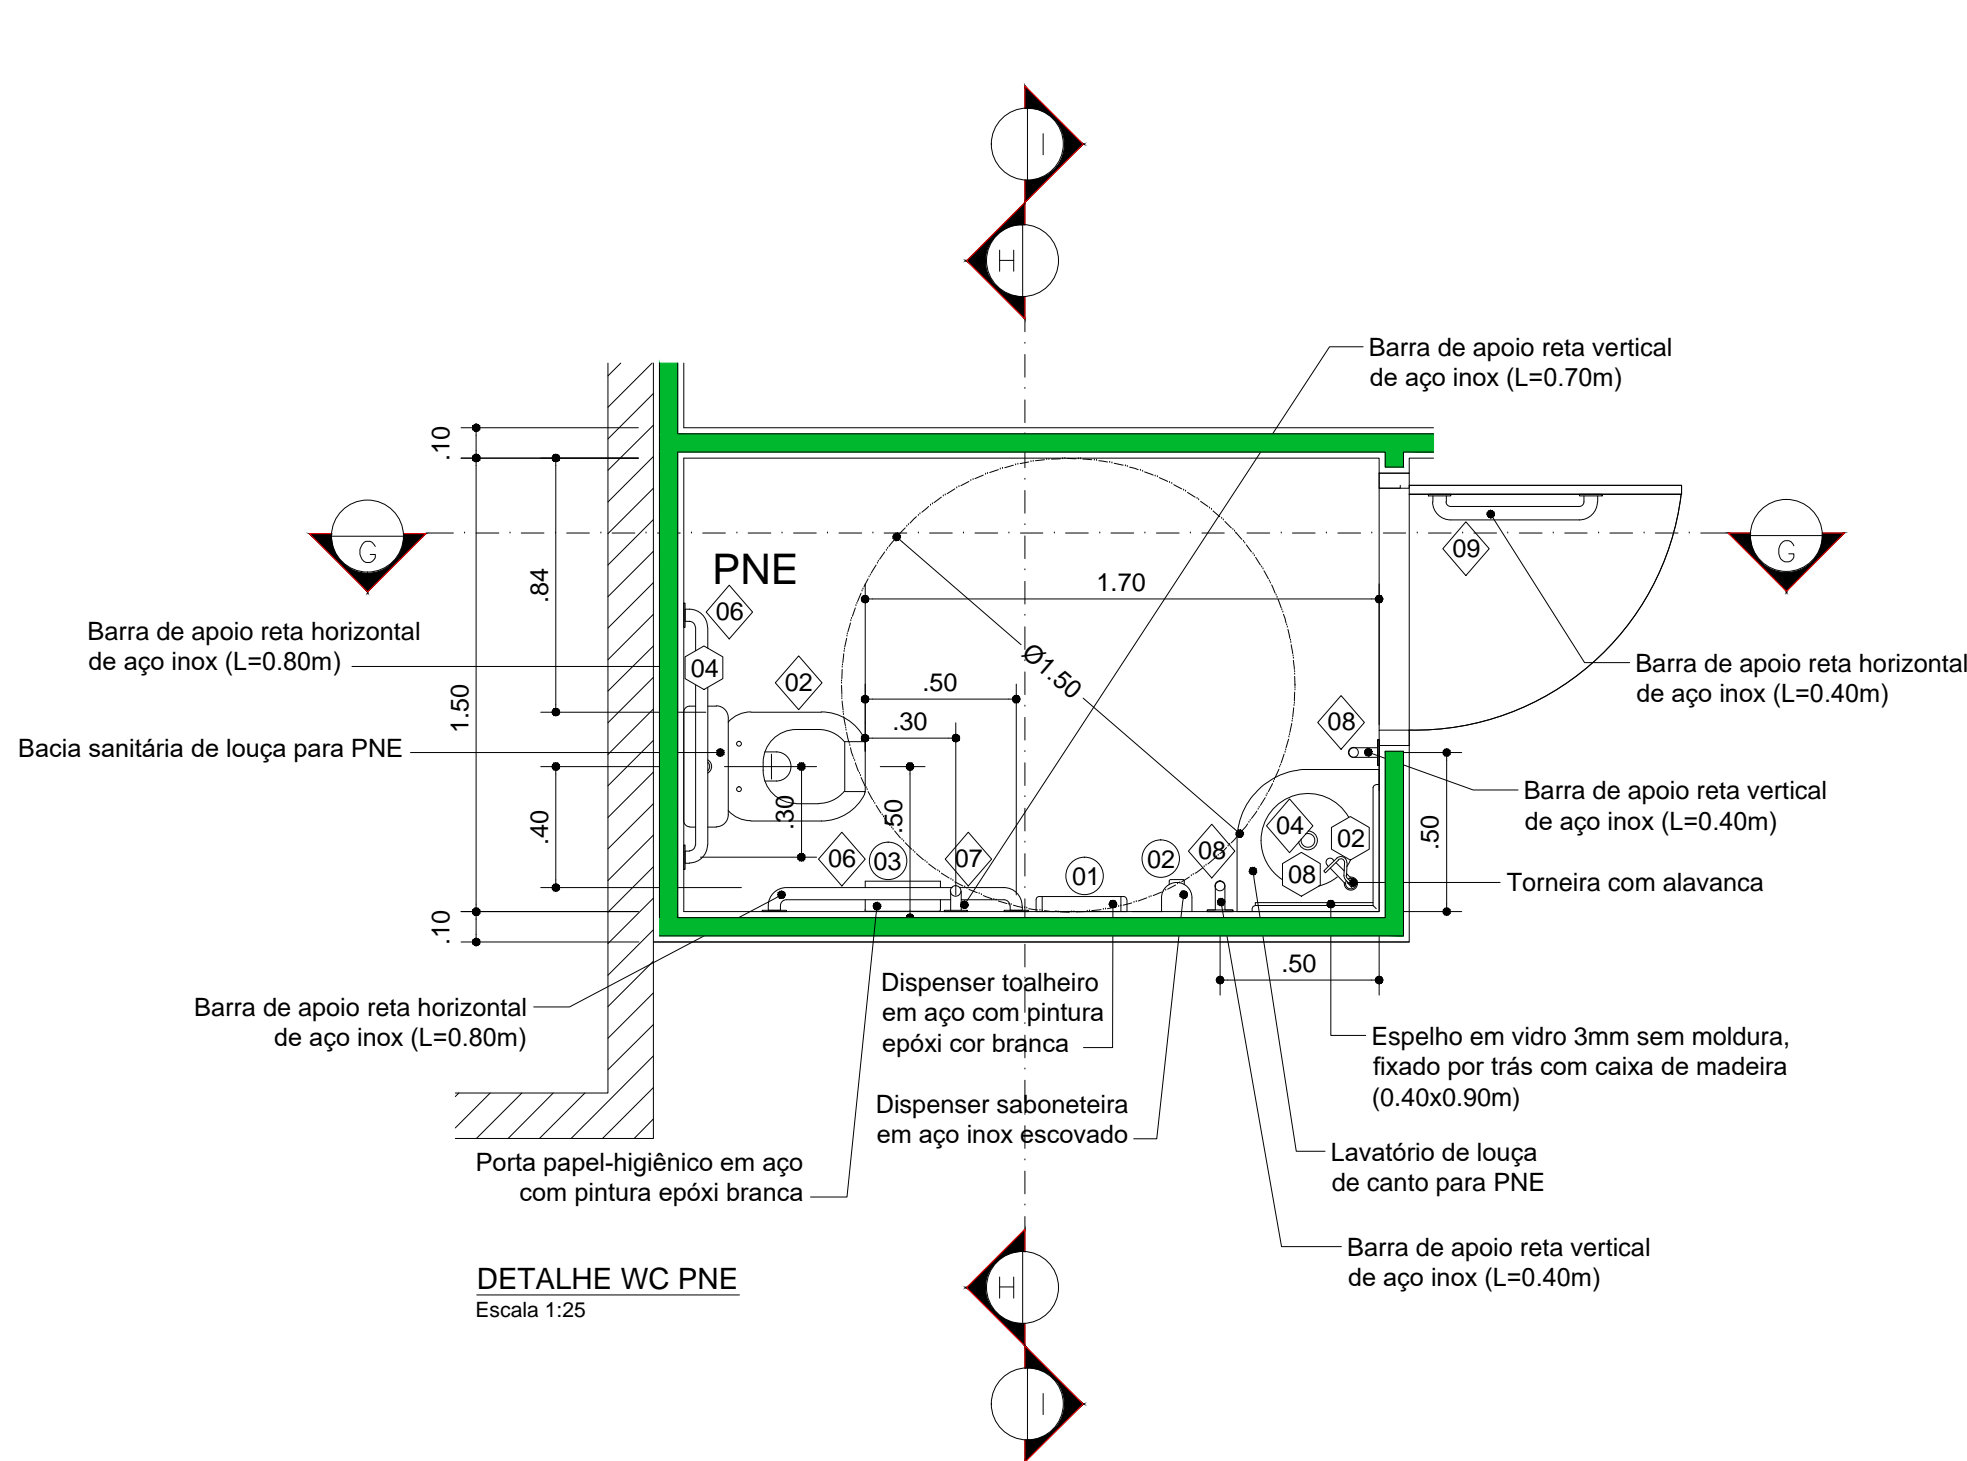 I
H
Barra de apoio reta vertical
de aço inox (L=0.70m)
.10
G
G
09
PNE
.84
1.70
06
Barra de apoio reta horizontal
de aço inox (L=0.80m)
04
02
Ø1.50
.50
Barra de apoio reta horizontal
de aço inox (L=0.40m)
1.50
.30
08
Bacia sanitária de louça para PNE
Barra de apoio reta vertical
de aço inox (L=0.40m)
.30
.50
.40
04
02
.50
06
03
07
02
08
01
08
Torneira com alavanca
.10
.50
Dispenser toalheiro
em aço com pintura
epóxi cor branca
Barra de apoio reta horizontal
de aço inox (L=0.80m)
Espelho em vidro 3mm sem moldura,
fixado por trás com caixa de madeira
(0.40x0.90m)
Dispenser saboneteira
em aço inox escovado
Porta papel-higiênico em aço
com pintura epóxi branca
Lavatório de louça
de canto para PNE
Barra de apoio reta vertical
de aço inox (L=0.40m)
DETALHE WC PNE
Escala 1:25
H
I